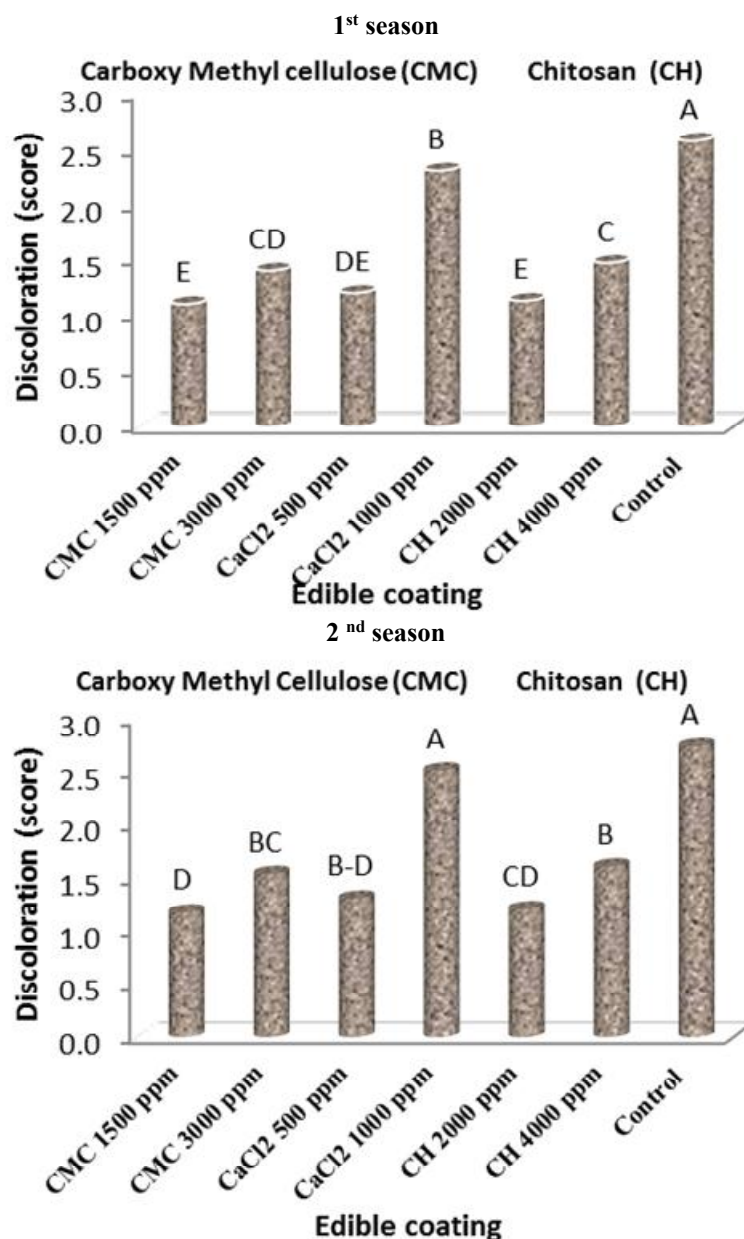 1st season
Carboxy Methyl cellulose (CMC) Chitosan (CH)
Discoloration (score)
3.0
2.5
2.0
1.5
1.0
0.5
0.0
E
CD
DE
B
E
C
A
CMC 1500 ppm
CMC 3000 ppm
CaCl2 500 ppm
CaCl2 1000 ppm
CH 2000 ppm
CH 4000 ppm
Control
Edible coating
2 nd season
Carboxy Methyl Cellulose (CMC) Chitosan (CH)
Discoloration (score)
3.0
2.5
2.0
1.5
1.0
0.5
0.0
D
BC
B-D
A
CD
B
A
CMC 1500 ppm
CMC 3000 ppm
CaCl2 500 ppm
CaCl2 1000 ppm
CH 2000 ppm
CH 4000 ppm
Control
Edible coating